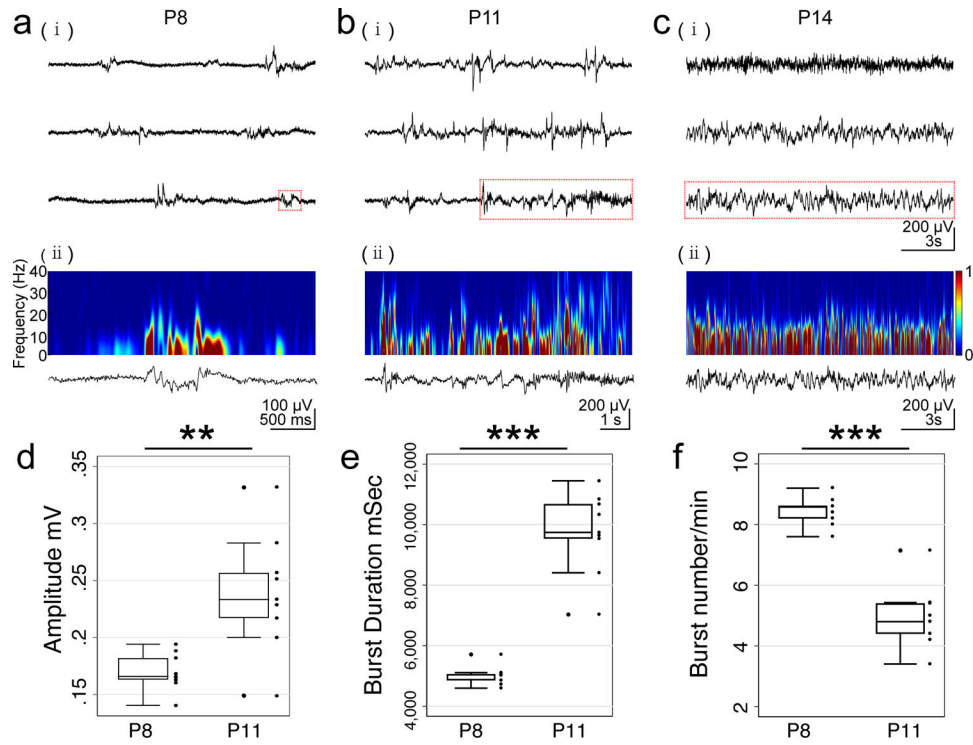 a P8 b P11 c P14
(i) (i) (i)
200 µV
3s
(ii) (ii) (ii)
Frequency (Hz)
40
30
20
10
0
1
0
100 µV
500 ms
200 µV
1 s
200 µV
3s
d ** e *** f ***
Amplitude mV
.35
.3
.25
.2
.15
P8 P11
Burst Duration mSec
12,000
10,000
8,000
6,000
4,000
P8 P11
Burst number/min
10
8
6
4
2
P8 P11